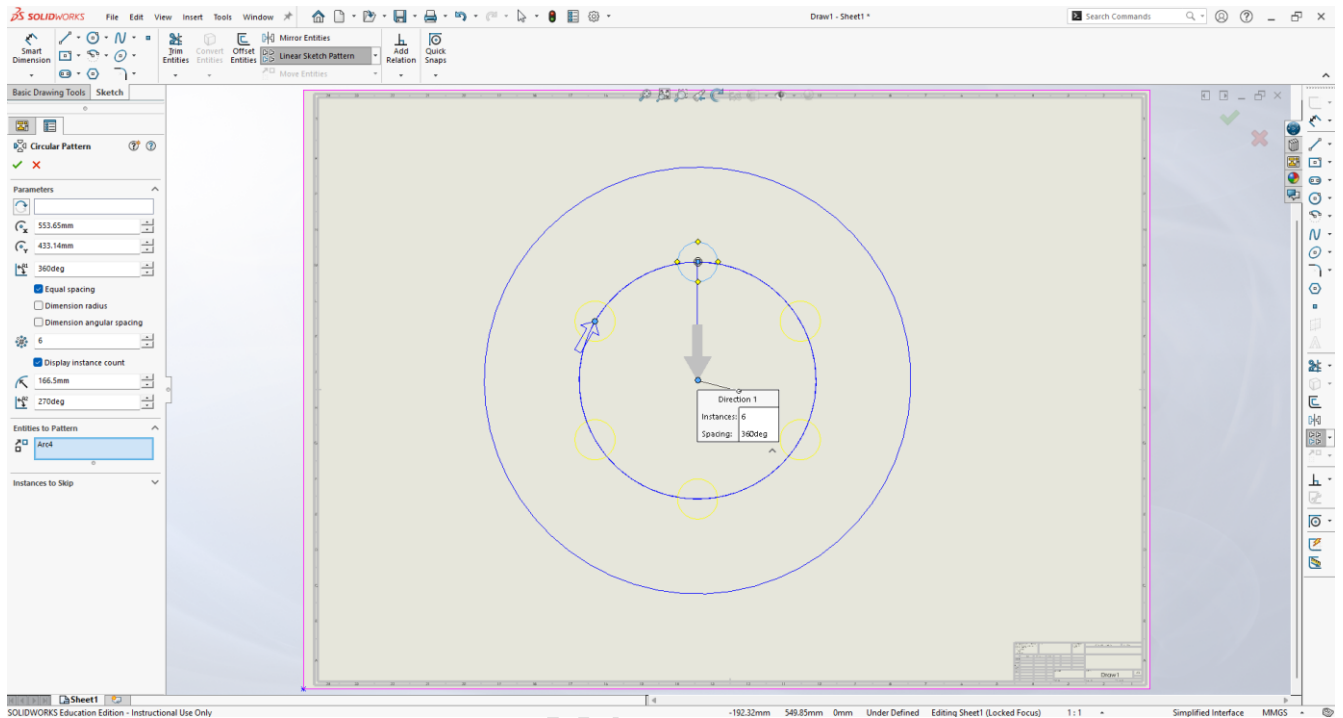 SOLIDWORKS File Edit View Insert Tools Window
Draw1 - Sheet1 *
Search Commands
Smart Dimension
Trim Entities
Convert Entities
Offset Entities
Mirror Entities
Linear Sketch Pattern
Move Entities
Add Relation
Quick Snaps
Basic Drawing Tools Sketch
Circular Pattern
Parameters
553.65mm
433.14mm
360deg
Equal spacing
Dimension radius
Dimension angular spacing
6
Display instance count
166.5mm
270deg
Entities to Pattern
Arc4
Instances to Skip
Direction 1
Instances: 6
Spacing: 360deg
Draw1
Sheet1
SOLIDWORKS Education Edition - Instructional Use Only
-192.32mm 549.85mm 0mm Under Defined Editing Sheet1 (Locked Focus) 1:1 Simplified Interface MMGS